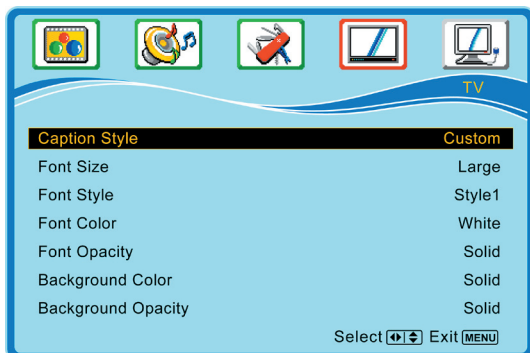 TV
Caption Style Custom
Font Size Large
Font Style Style1
Font Color White
Font Opacity Solid
Background Color Solid
Background Opacity Solid
Select Exit MENU